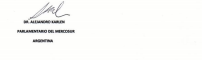 DR. ALEJANDRO KARLEN
PARLAMENTARIO DEL MERCOSUR
ARGENTINA